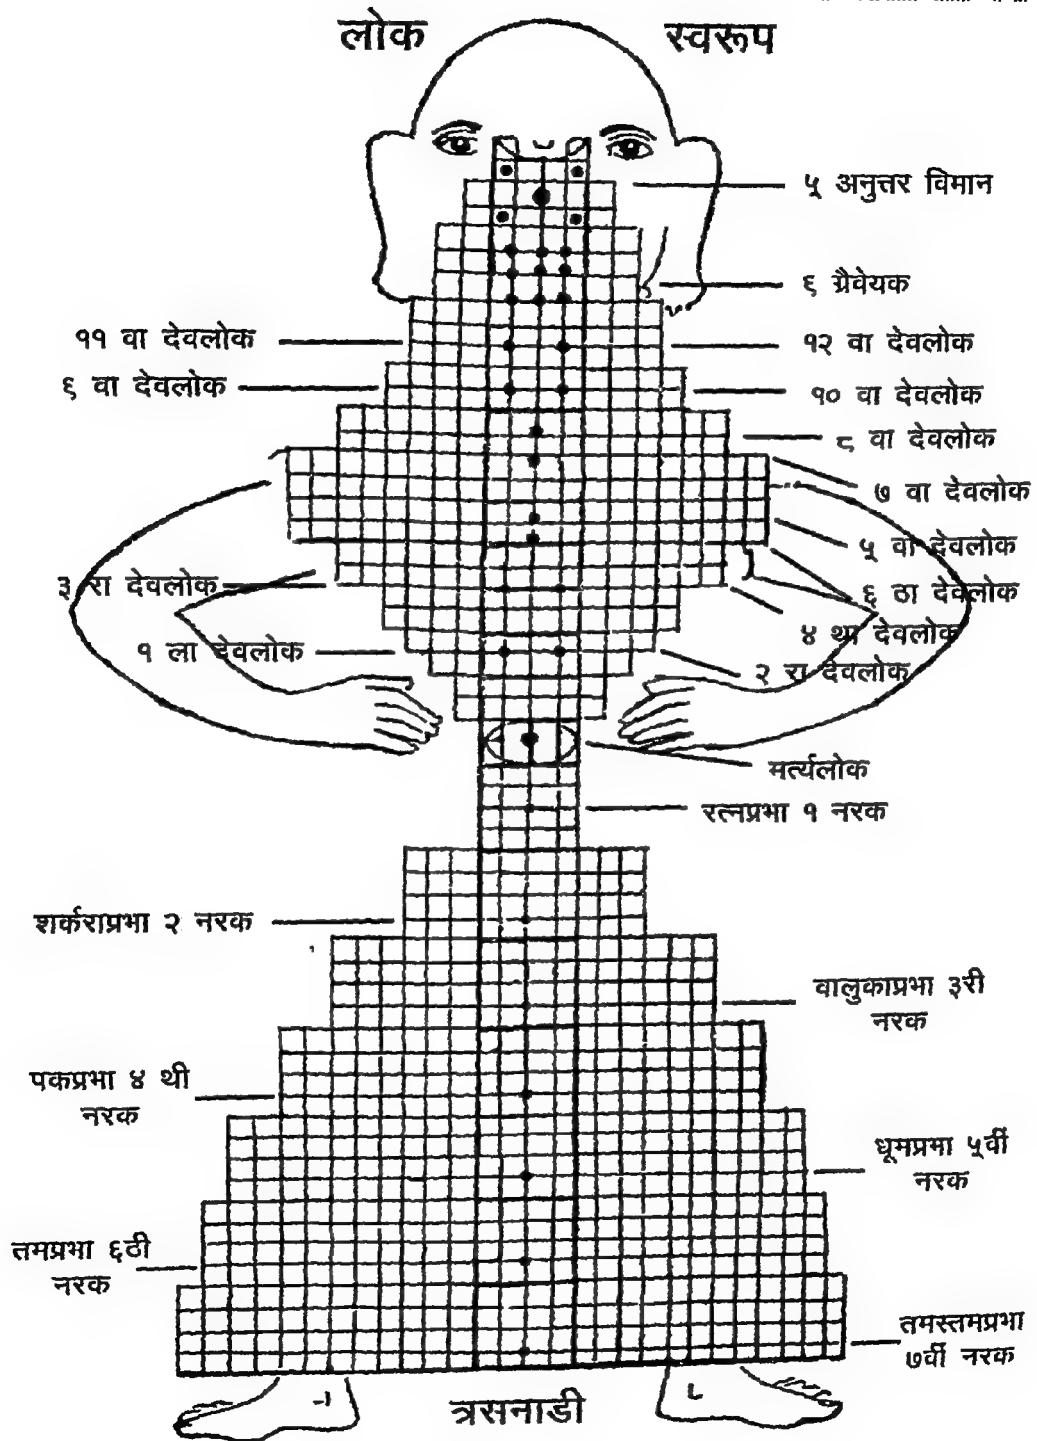 लोक स्वरूप
५ अनुत्तर विमान
६ ग्रैवेयक
११ वा देवलोक
१२ वा देवलोक
६ वा देवलोक
१० वा देवलोक
८ वा देवलोक
७ वा देवलोक
५ वा देवलोक
३ रा देवलोक
६ ठा देवलोक
४ था देवलोक
१ ला देवलोक
२ रा देवलोक
मर्त्यलोक
रत्नप्रभा १ नरक
शर्कराप्रभा २ नरक
वालुकाप्रभा ३री
नरक
पकप्रभा ४ थी
नरक
धूमप्रभा ५वीं
नरक
तमप्रभा ६ठी
नरक
तमस्तमप्रभा
७वीं नरक
त्रसनाडी